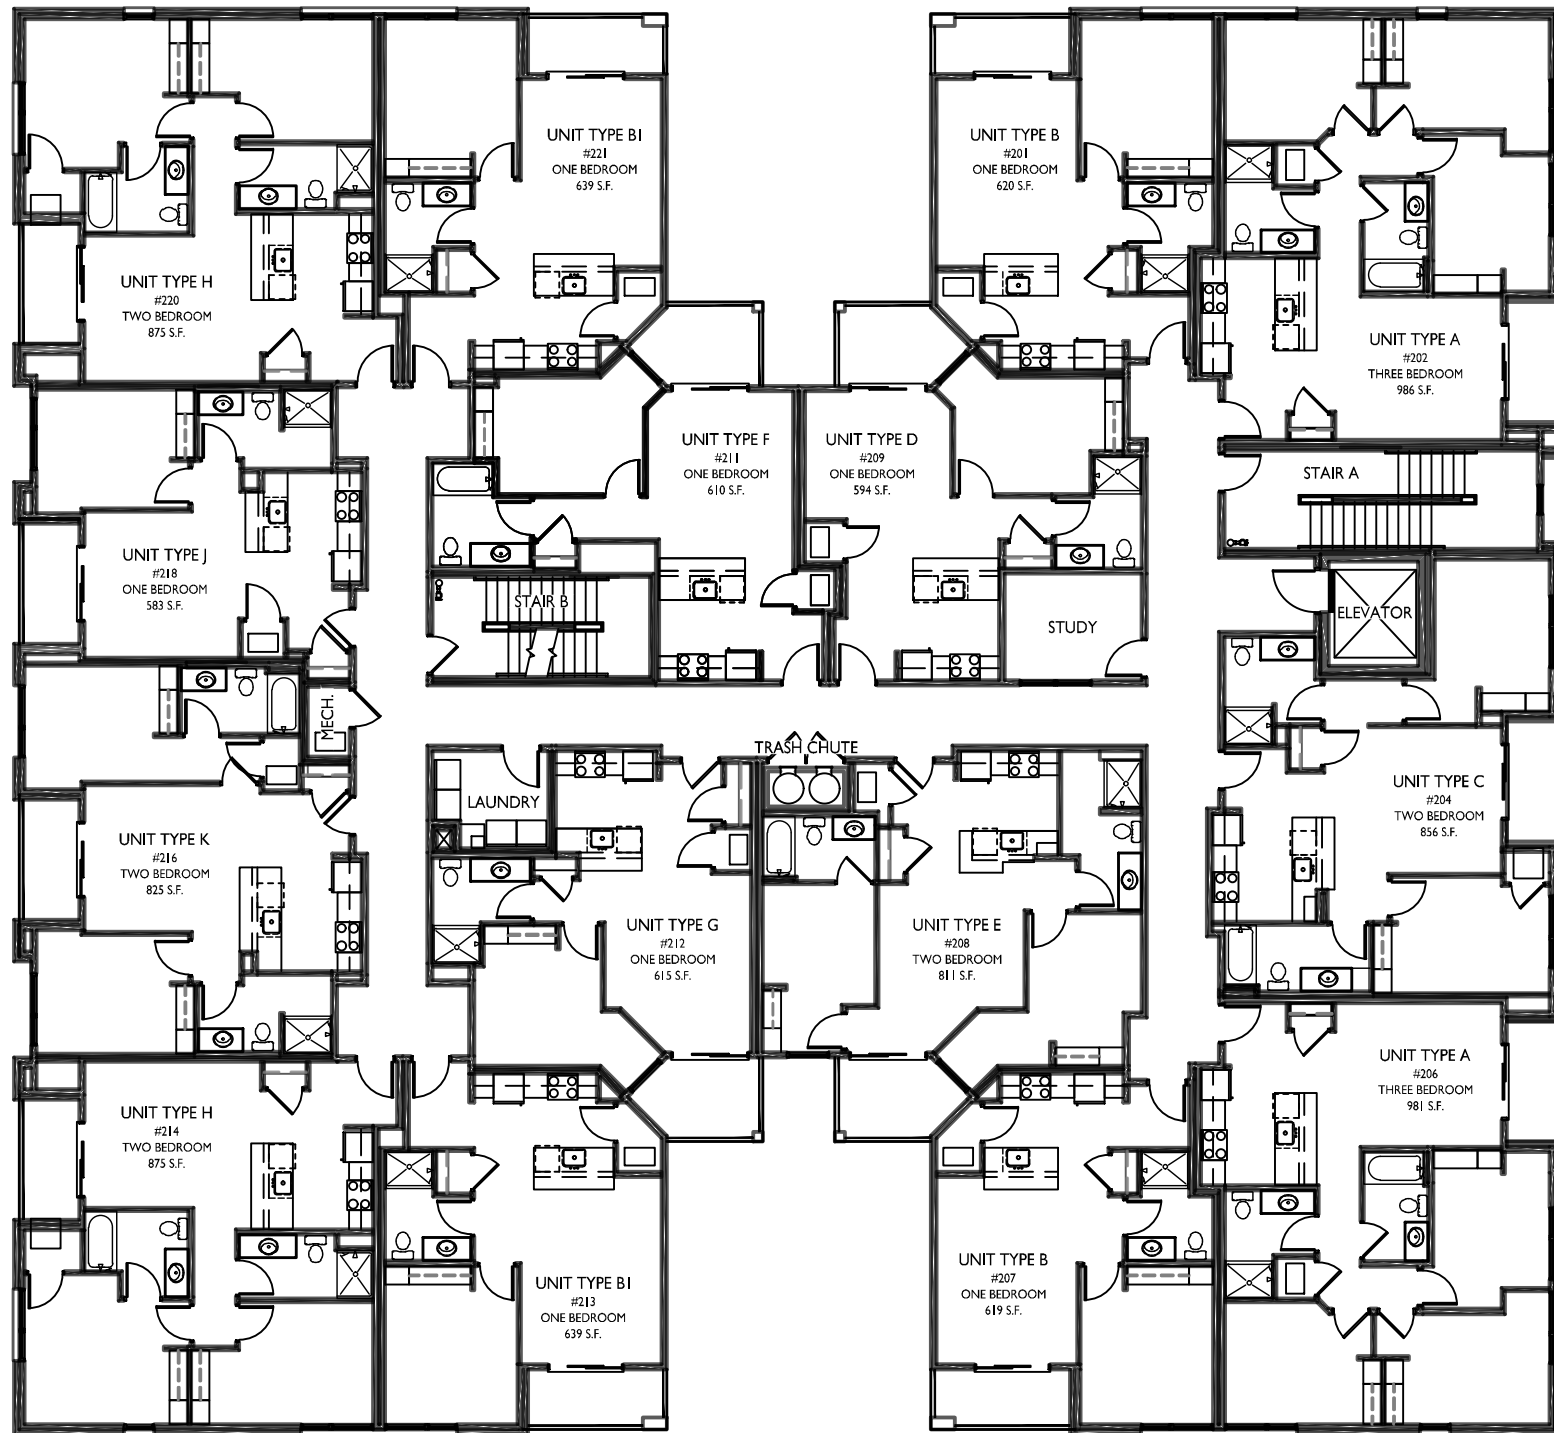 UNIT TYPE B1
#221
ONE BEDROOM
639 S.F.
UNIT TYPE B
#201
ONE BEDROOM
620 S.F.
UNIT TYPE H
#220
TWO BEDROOM
875 S.F.
UNIT TYPE A
#202
THREE BEDROOM
986 S.F.
UNIT TYPE F
#211
ONE BEDROOM
610 S.F.
UNIT TYPE D
#209
ONE BEDROOM
594 S.F.
STAIR A
UNIT TYPE J
#218
ONE BEDROOM
583 S.F.
STAIR B
STUDY
ELEVATOR
MECH.
TRASH CHUTE
LAUNDRY
UNIT TYPE C
#204
TWO BEDROOM
856 S.F.
UNIT TYPE K
#216
TWO BEDROOM
825 S.F.
UNIT TYPE G
#212
ONE BEDROOM
615 S.F.
UNIT TYPE E
#208
TWO BEDROOM
811 S.F.
UNIT TYPE A
#206
THREE BEDROOM
981 S.F.
UNIT TYPE H
#214
TWO BEDROOM
875 S.F.
UNIT TYPE B1
#213
ONE BEDROOM
639 S.F.
UNIT TYPE B
#207
ONE BEDROOM
619 S.F.